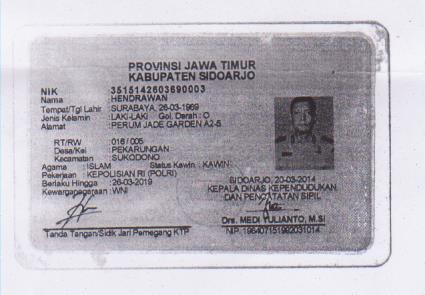 PROVINSI JAWA TIMUR
KABUPATEN SIDOARJO
NIK 3515142603690003
Nama : HENDRAWAN
Tempat/Tgl Lahir : SURABAYA, 26-03-1969
Jenis Kelamin : LAKI-LAKI Gol. Darah : O
Alamat : PERUM JADE GARDEN A2-5
RT/RW : 016/005
Desa/Kel : PEKARUNGAN
Kecamatan : SUKODONO
Agama : ISLAM Status Kawin : KAWIN
Pekerjaan : KEPOLISIAN RI (POLRI)
Berlaku Hingga : 26-03-2019
Kewarganegaraan : WNI
SIDOARJO, 20-03-2014
KEPALA DINAS KEPENDUDUKAN
DAN PENCATATAN SIPIL
Drs. MEDI YULIANTO, M.SI
NIP. 196407151992031014
Tanda Tangan/Sidik Jari Pemegang KTP